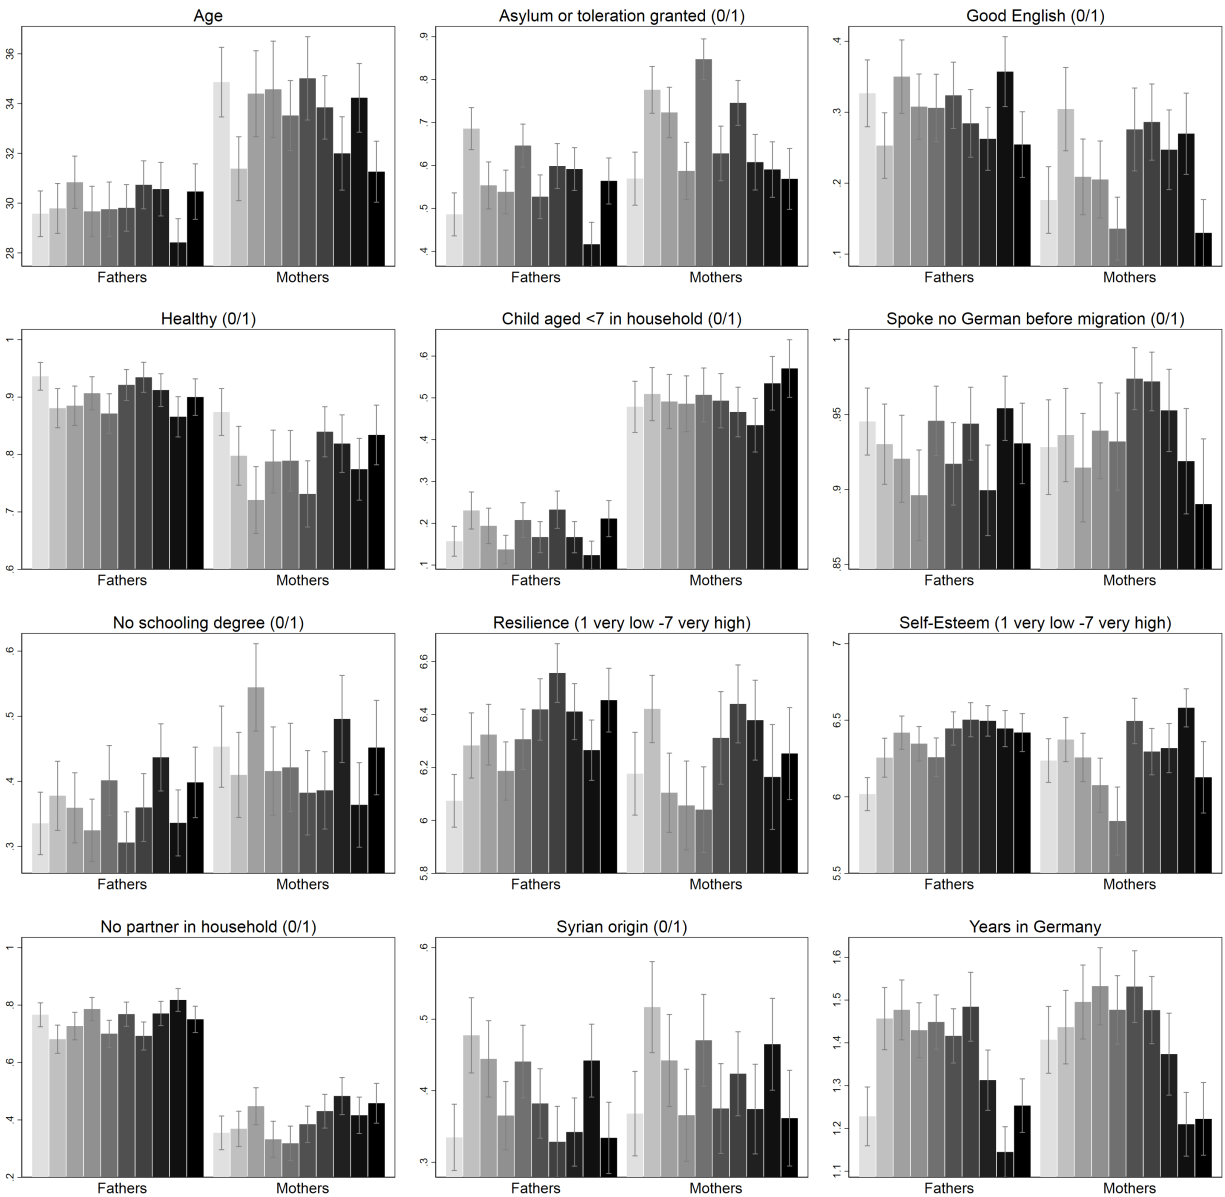 Age
36
34
32
30
28
Fathers Mothers
Asylum or toleration granted (0/1)
.9
.8
.7
.6
.5
.4
Fathers Mothers
Good English (0/1)
.4
.3
.2
.1
Fathers Mothers
Healthy (0/1)
1
.9
.8
.7
.6
Fathers Mothers
Child aged <7 in household (0/1)
.6
.5
.4
.3
.2
.1
Fathers Mothers
Spoke no German before migration (0/1)
1
.95
.9
.85
Fathers Mothers
No schooling degree (0/1)
.6
.5
.4
.3
Fathers Mothers
Resilience (1 very low -7 very high)
6.6
6.4
6.2
6
5.8
Fathers Mothers
Self-Esteem (1 very low -7 very high)
7
6.5
6
5.5
Fathers Mothers
No partner in household (0/1)
1
.8
.6
.4
.2
Fathers Mothers
Syrian origin (0/1)
.6
.5
.4
.3
Fathers Mothers
Years in Germany
1.6
1.5
1.4
1.3
1.2
1.1
Fathers Mothers